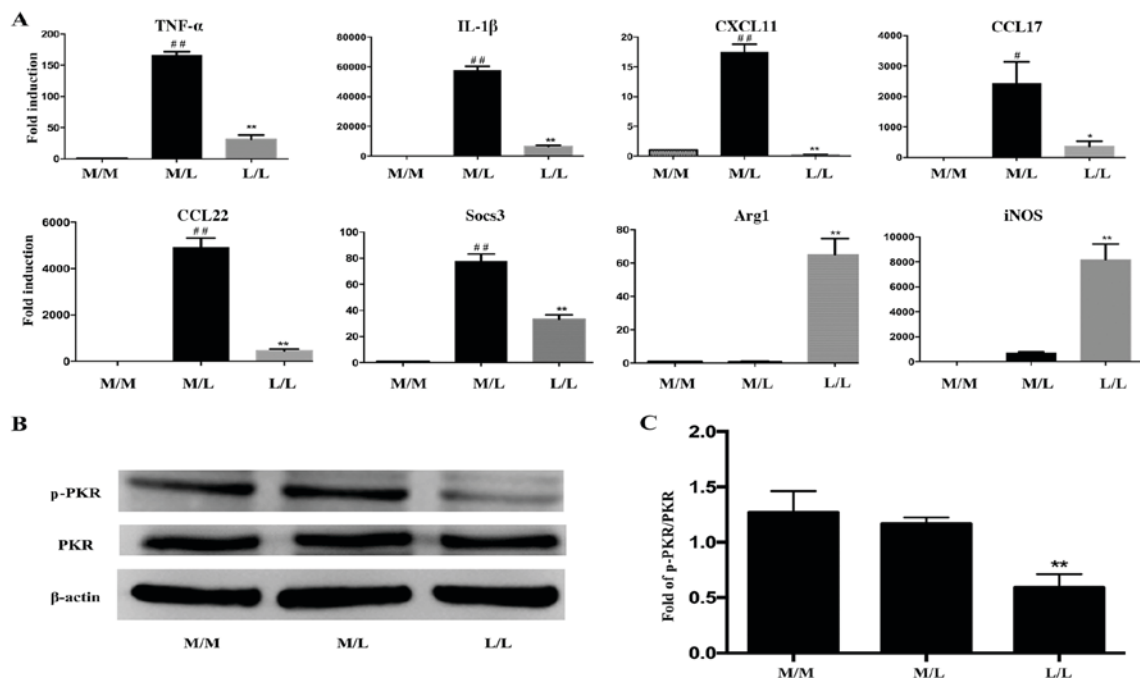 A
TNF-α
IL-1β
CXCL11
CCL17
Fold induction
200
150
100
50
0
##
**
M/M M/L L/L
80000
60000
40000
20000
0
##
**
M/M M/L L/L
20
15
10
5
0
##
**
M/M M/L L/L
4000
3000
2000
1000
0
#
*
M/M M/L L/L
CCL22
Socs3
Arg1
iNOS
Fold induction
6000
4000
2000
0
##
**
M/M M/L L/L
100
80
60
40
20
0
##
**
M/M M/L L/L
80
60
40
20
0
**
M/M M/L L/L
10000
8000
6000
4000
2000
0
**
M/M M/L L/L
B
p-PKR
PKR
β-actin
M/M M/L L/L
C
Fold of p-PKR/PKR
2.0
1.5
1.0
0.5
0.0
**
M/M M/L L/L